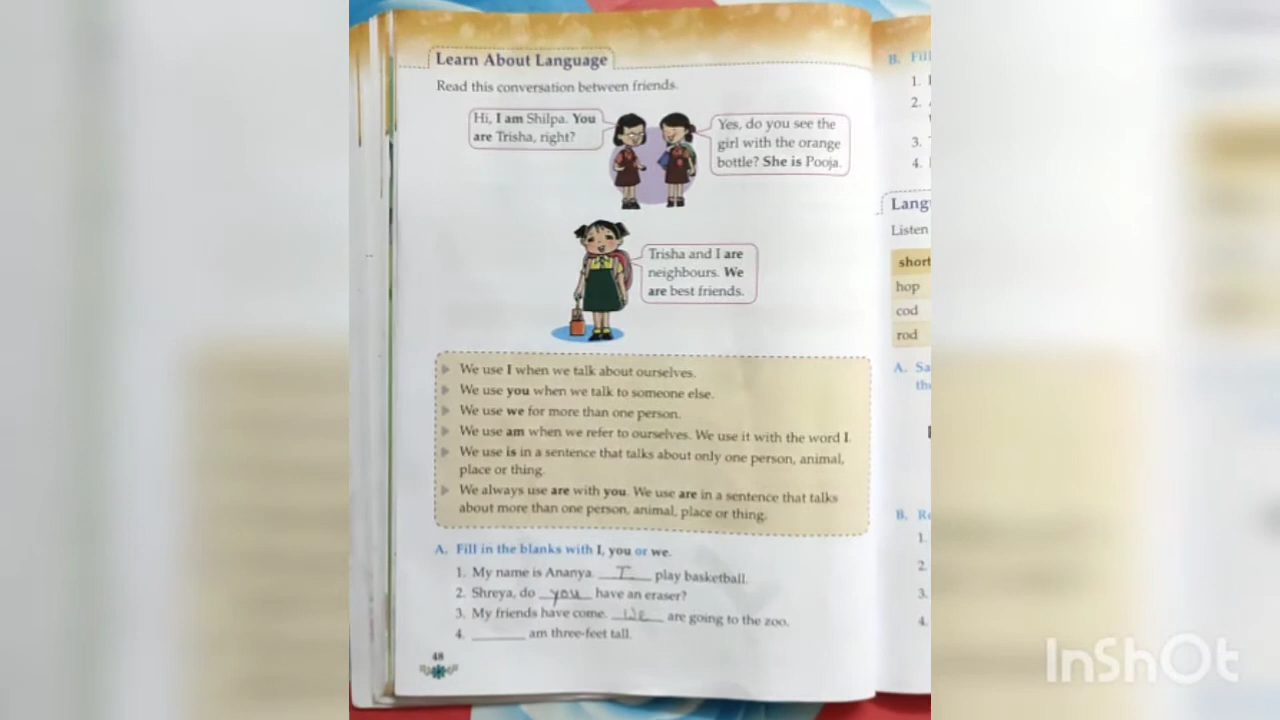 Learn About Language
Read this conversation between friends.
Hi, I am Shilpa. You
are Trisha, right?
Yes, do you see the
girl with the orange
bottle? She is Pooja.
Trisha and I are
neighbours. We
are best friends.
We use I when we talk about ourselves.
We use you when we talk to someone else.
We use we for more than one person.
We use am when we refer to ourselves. We use it with the word I.
We use is in a sentence that talks about only one person, animal,
place or thing.
We always use are with you. We use are in a sentence that talks
about more than one person, animal, place or thing.
A. Fill in the blanks with I, you or we.
1. My name is Ananya. I play basketball.
2. Shreya, do you have an eraser?
3. My friends have come. We are going to the zoo.
4. ______ am three-feet tall.
48
B. Fill
1.
2.
3.
4.
Lang
Listen
short
hop
cod
rod
A. Sa
the
B. Re
1.
2.
3.
4.
InShOt